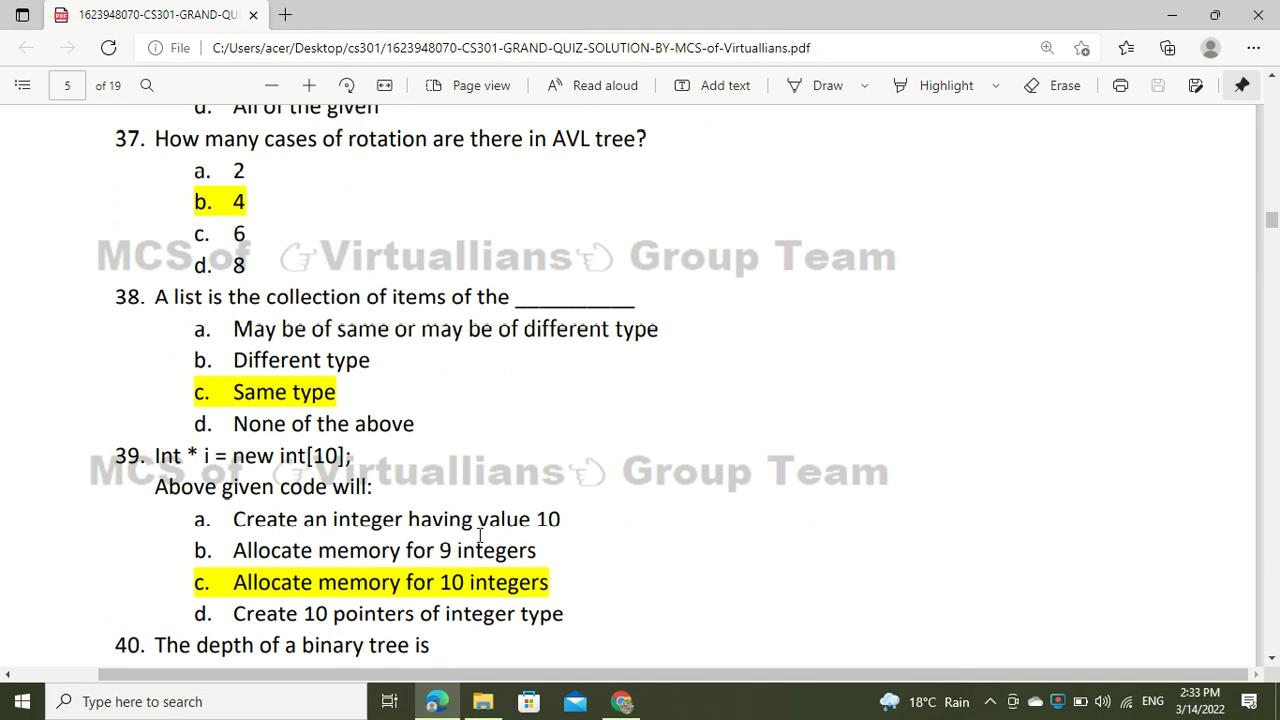 1623948070-CS301-GRAND-QU
File C:/Users/acer/Desktop/cs301/1623948070-CS301-GRAND-QUIZ-SOLUTION-BY-MCS-of-Virtuallians.pdf
5 of 19 Page view Read aloud Add text Draw Highlight Erase
d. All of the given
37. How many cases of rotation are there in AVL tree?
a. 2
b. 4
c. 6
MCS of Virtuallians Group Team
d. 8
38. A list is the collection of items of the __________
a. May be of same or may be of different type
b. Different type
c. Same type
d. None of the above
39. Int * i = new int[10];
MCS of Virtuallians Group Team
Above given code will:
a. Create an integer having value 10
b. Allocate memory for 9 integers
c. Allocate memory for 10 integers
d. Create 10 pointers of integer type
40. The depth of a binary tree is
Type here to search 18°C Rain ENG 2:33 PM
3/14/2022